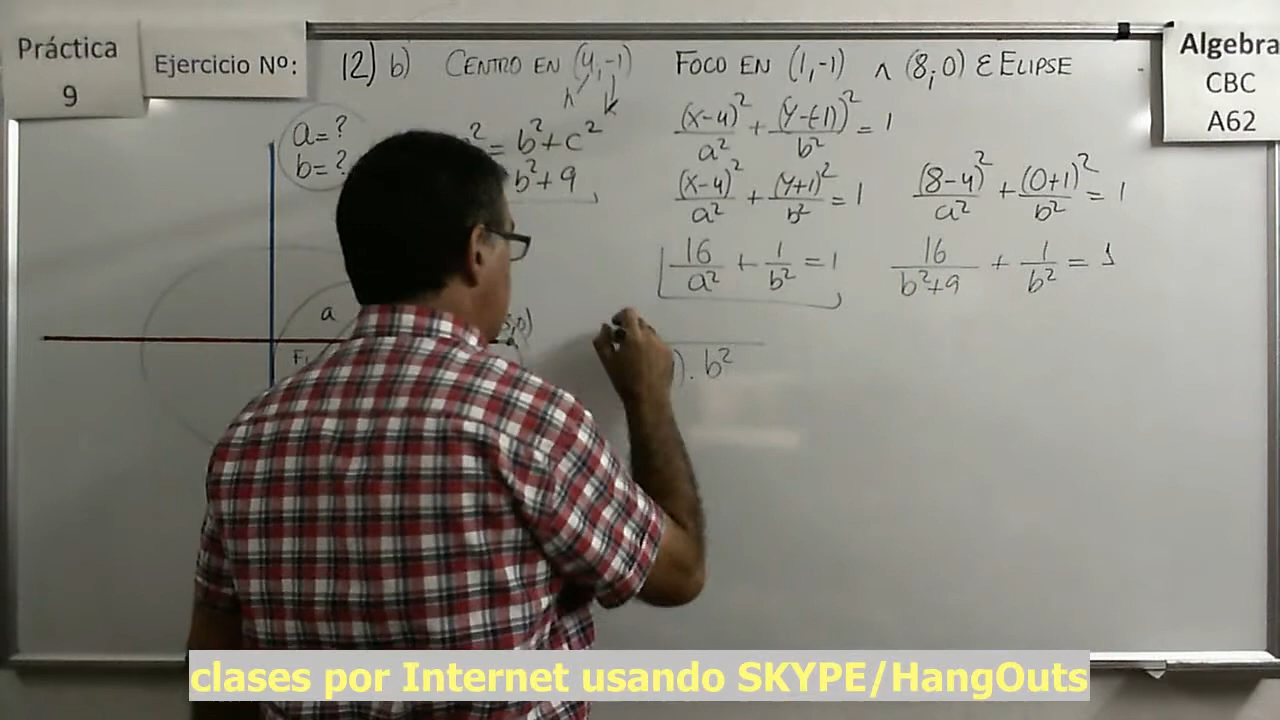 Práctica
9
Ejercicio Nº:
12) b) CENTRO EN (4,-1) FOCO EN (1,-1) ∧ (8;0) ∈ ELIPSE
Algebra
CBC
A62
a=?
b=?
² = b²+c²
b²+9
h k
(x-4)²/a² + (y-(-1))²/b² = 1
(x-4)²/a² + (y+1)²/b² = 1
(8-4)²/a² + (0+1)²/b² = 1
16/a² + 1/b² = 1
16/(b²+9) + 1/b² = 1
a
F₁
;0)
). b²
clases por Internet usando SKYPE/HangOuts